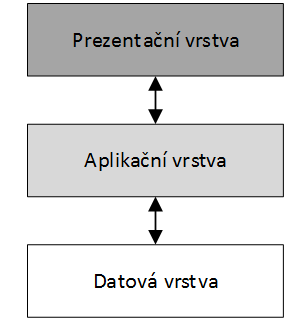 Prezentační vrstva
Aplikační vrstva
Datová vrstva